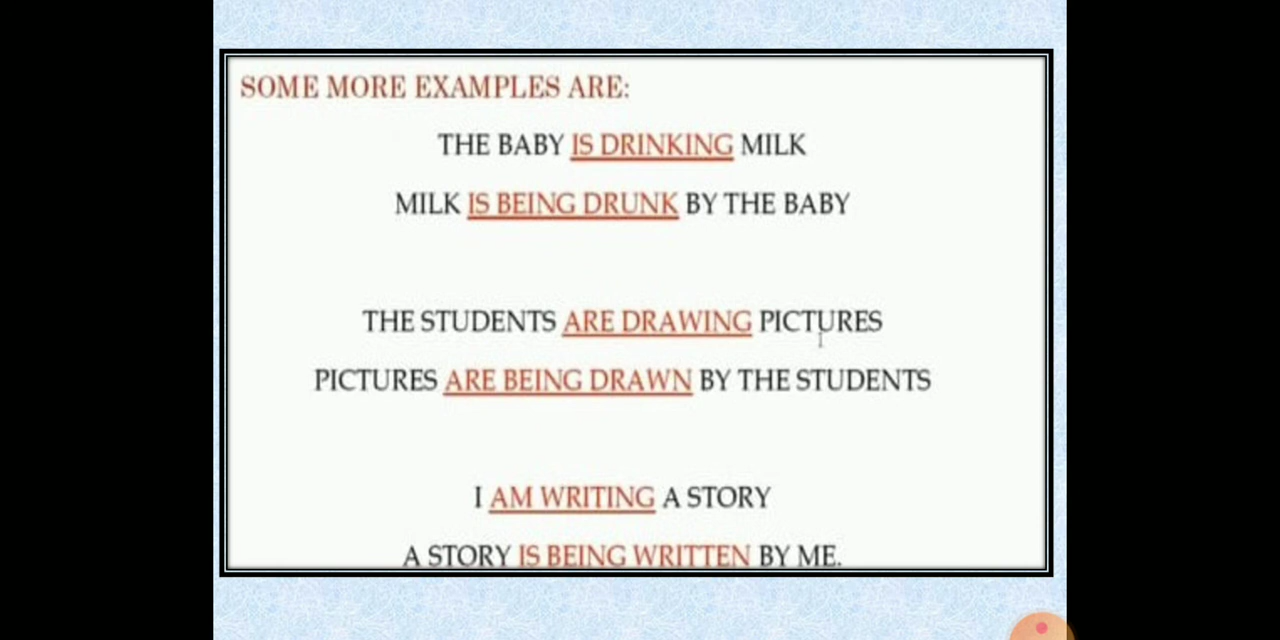 SOME MORE EXAMPLES ARE:
THE BABY IS DRINKING MILK
MILK IS BEING DRUNK BY THE BABY
THE STUDENTS ARE DRAWING PICTURES
PICTURES ARE BEING DRAWN BY THE STUDENTS
I AM WRITING A STORY
A STORY IS BEING WRITTEN BY ME.